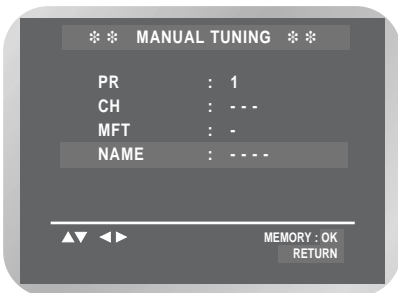 ❄ ❄ MANUAL TUNING ❄ ❄
PR : 1
CH : - - -
MFT : -
NAME : - - - -
▲▼ ◀ ▶ MEMORY : OK
RETURN